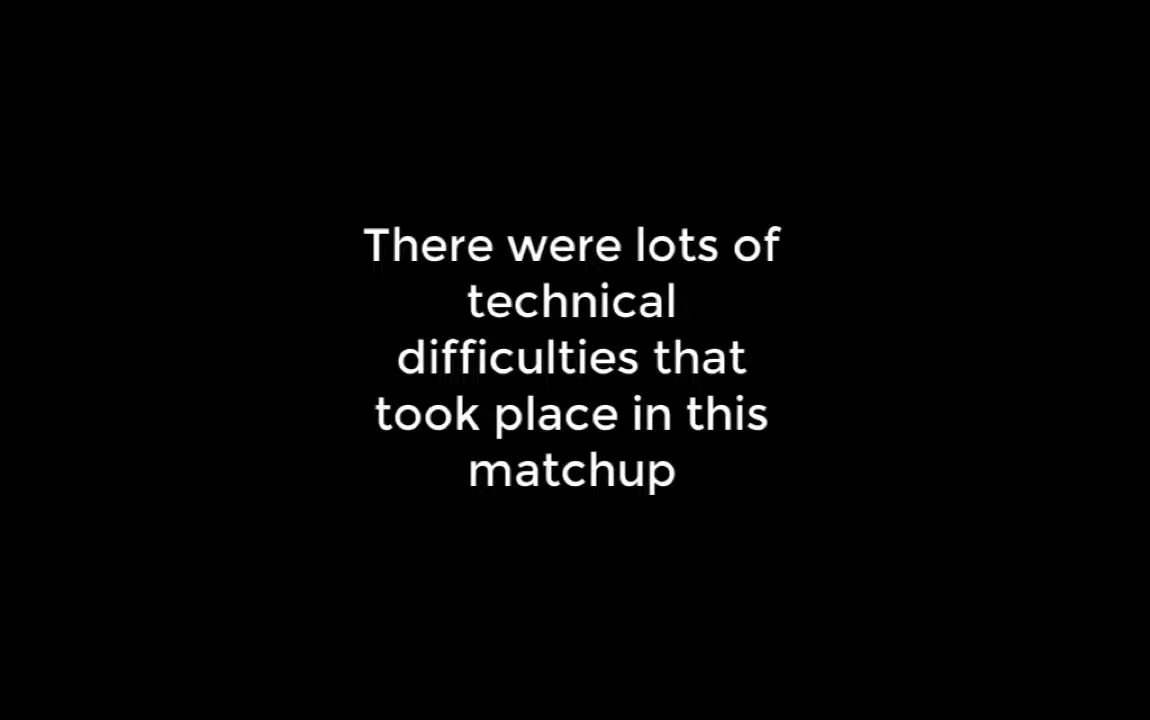 There were lots of
technical
difficulties that
took place in this
matchup